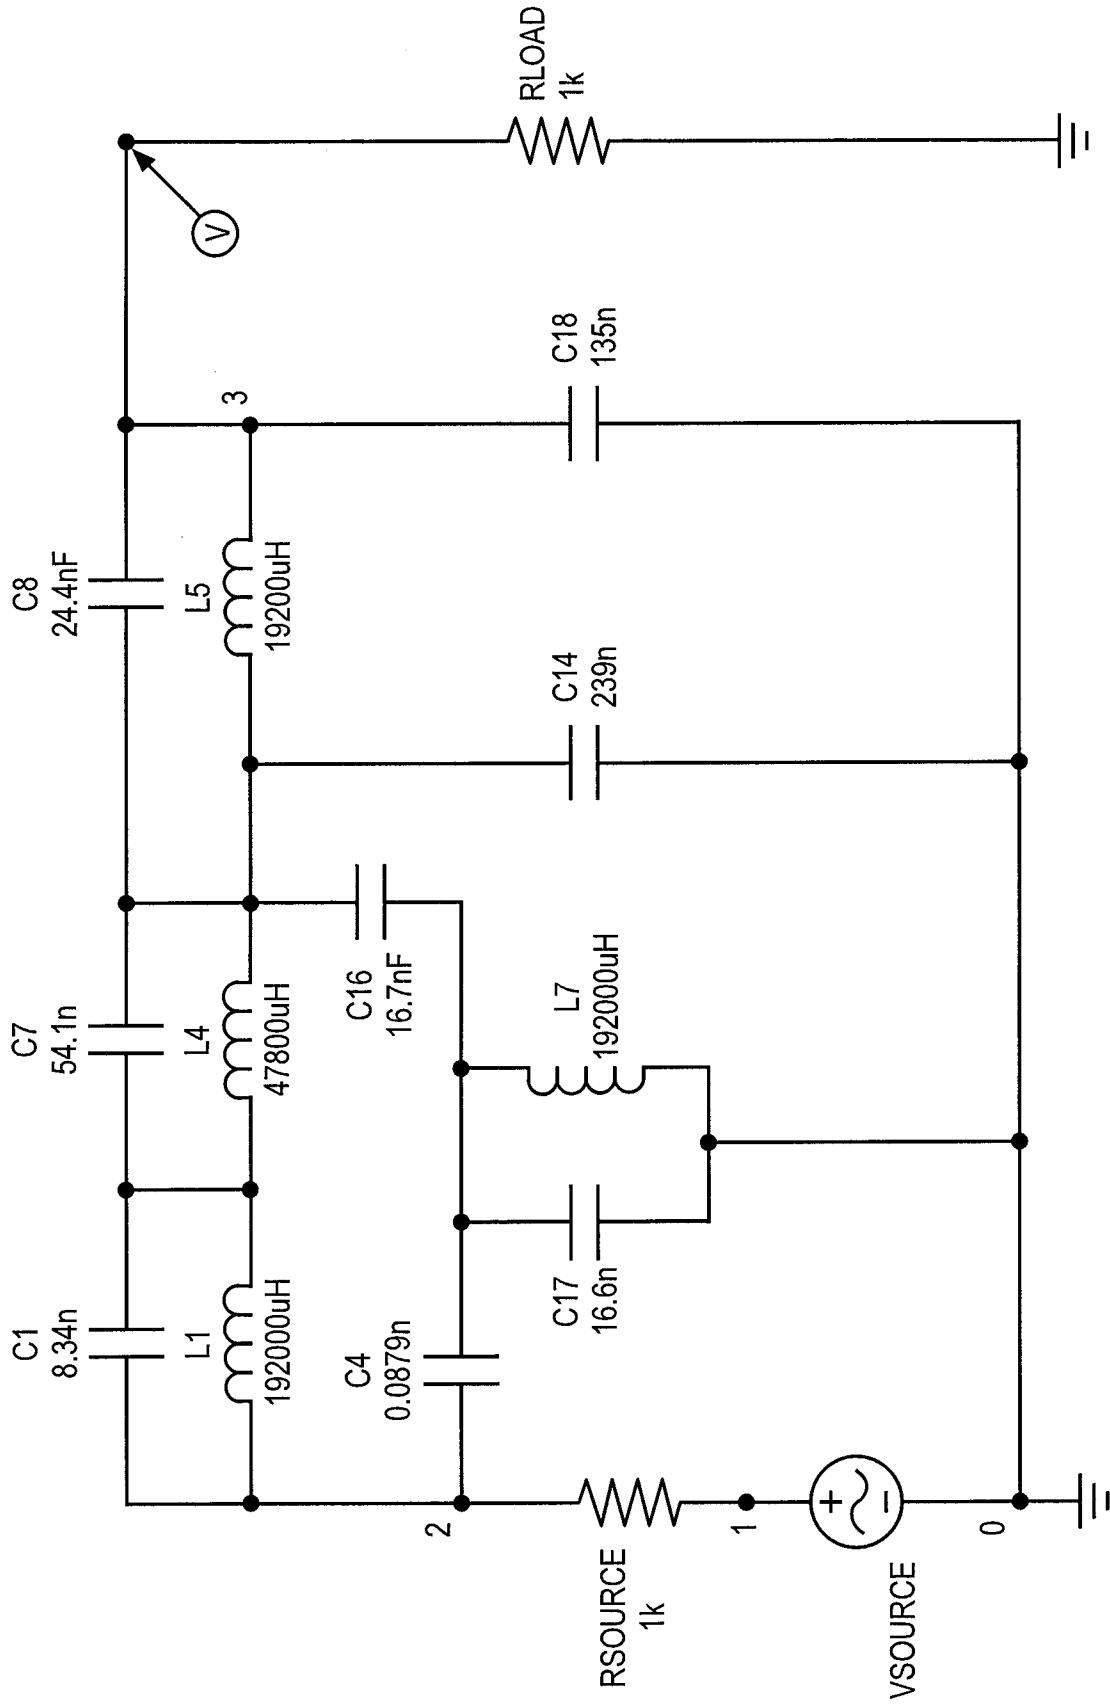 C1
8.34n
C7
54.1n
C8
24.4nF
L1
192000uH
L4
47800uH
L5
19200uH
3
V
C4
0.0879n
C16
16.7nF
2
C17
16.6n
L7
192000uH
C14
239n
C18
135n
RLOAD
1k
RSOURCE
1k
1
+
-
VSOURCE
0